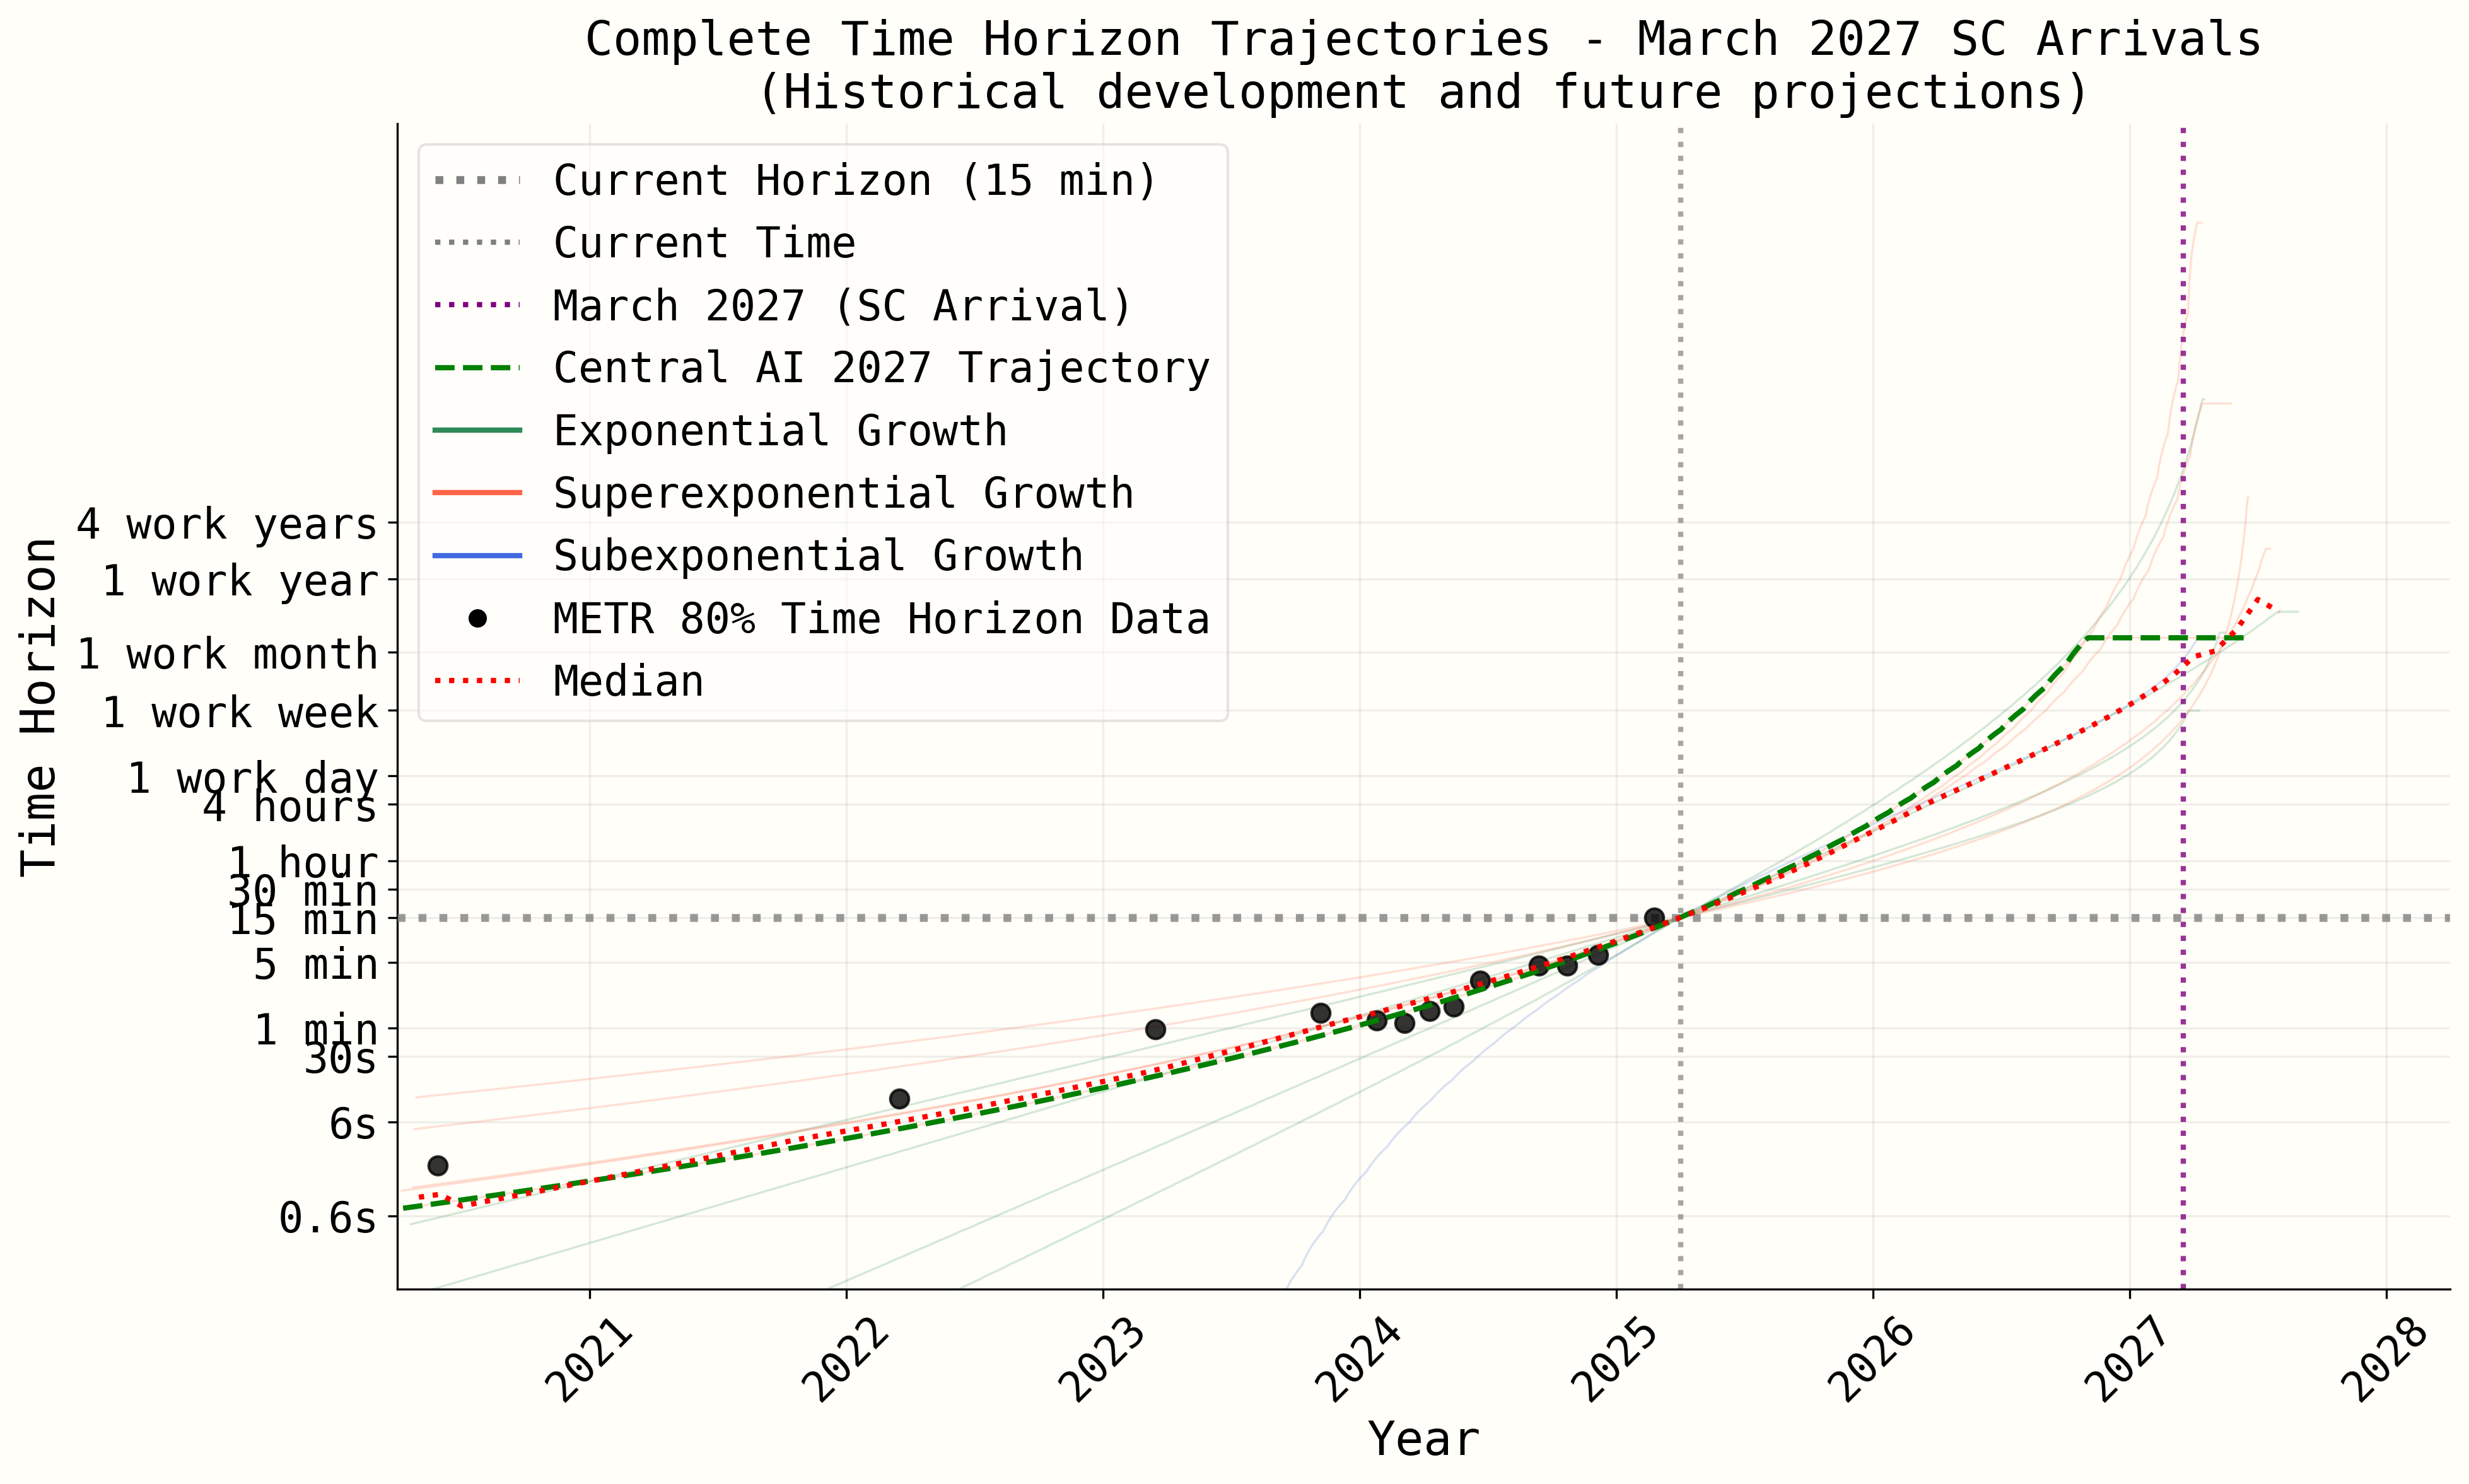 Complete Time Horizon Trajectories - March 2027 SC Arrivals
(Historical development and future projections)
Current Horizon (15 min)
Current Time
March 2027 (SC Arrival)
Central AI 2027 Trajectory
Exponential Growth
Superexponential Growth
Subexponential Growth
METR 80% Time Horizon Data
Median
Time Horizon
4 work years
1 work year
1 work month
1 work week
1 work day
4 hours
1 hour
30 min
15 min
5 min
1 min
30s
6s
0.6s
2021
2022
2023
2024
2025
2026
2027
2028
Year